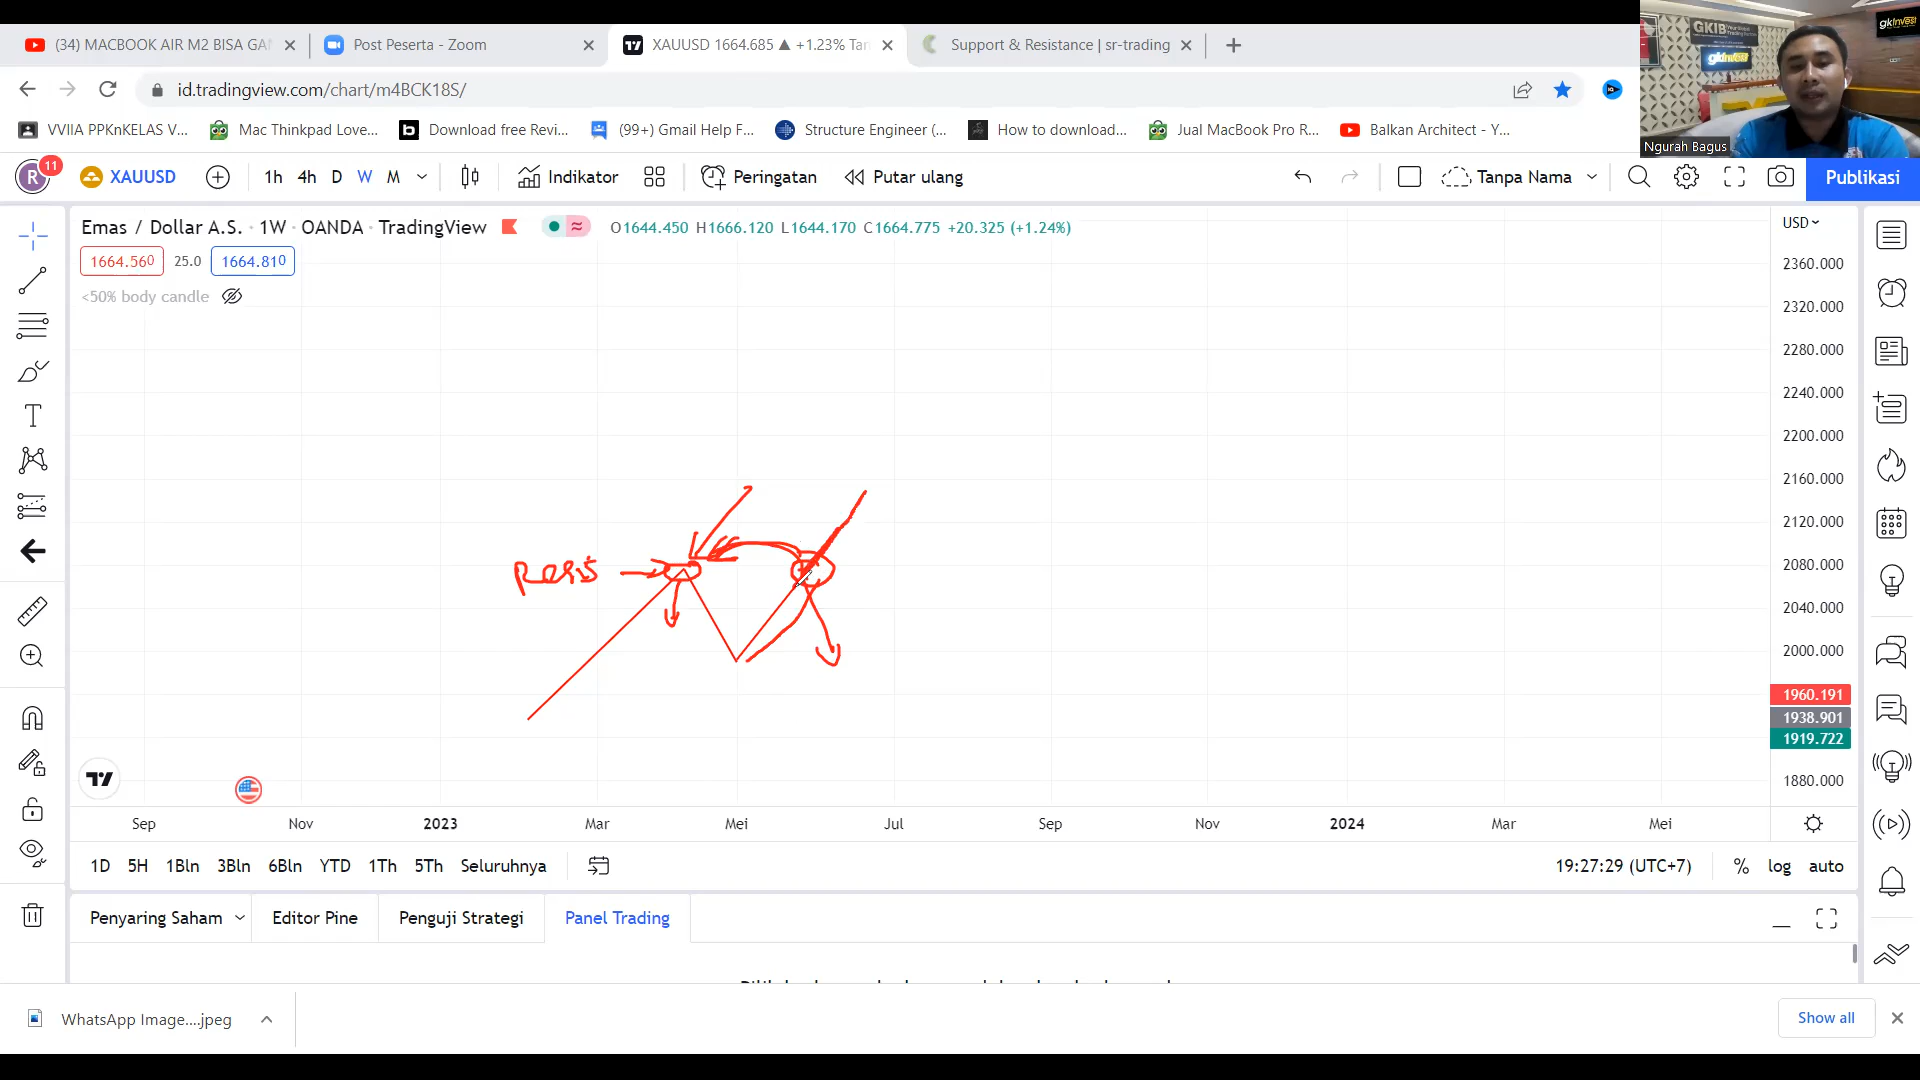 (34) MACBOOK AIR M2 BISA GA
Post Peserta - Zoom
XAUUSD 1664.685 ▲ +1.23% Tan
Support & Resistance | sr-trading
id.tradingview.com/chart/m4BCK18S/
VVIIA PPKnKELAS V...
Mac Thinkpad Love...
Download free Revi...
(99+) Gmail Help F...
Structure Engineer (...
How to download...
Jual MacBook Pro R...
Balkan Architect - Y...
GKIB
gkinvest
gkinvest
Ngurah Bagus
R
11
XAUUSD
1h
4h
D
W
M
Indikator
Peringatan
Putar ulang
Tanpa Nama
Publikasi
Emas / Dollar A.S. · 1W · OANDA · TradingView
O1644.450 H1666.120 L1644.170 C1664.775 +20.325 (+1.24%)
USD
1664.560
25.0
1664.810
<50% body candle
2360.000
2320.000
2280.000
2240.000
2200.000
2160.000
2120.000
2080.000
2040.000
2000.000
1960.191
1938.901
1919.722
1880.000
Resis
Sep
Nov
2023
Mar
Mei
Jul
Sep
Nov
2024
Mar
Mei
1D
5H
1Bln
3Bln
6Bln
YTD
1Th
5Th
Seluruhnya
19:27:29 (UTC+7)
%
log
auto
Penyaring Saham
Editor Pine
Penguji Strategi
Panel Trading
WhatsApp Image....jpeg
Show all